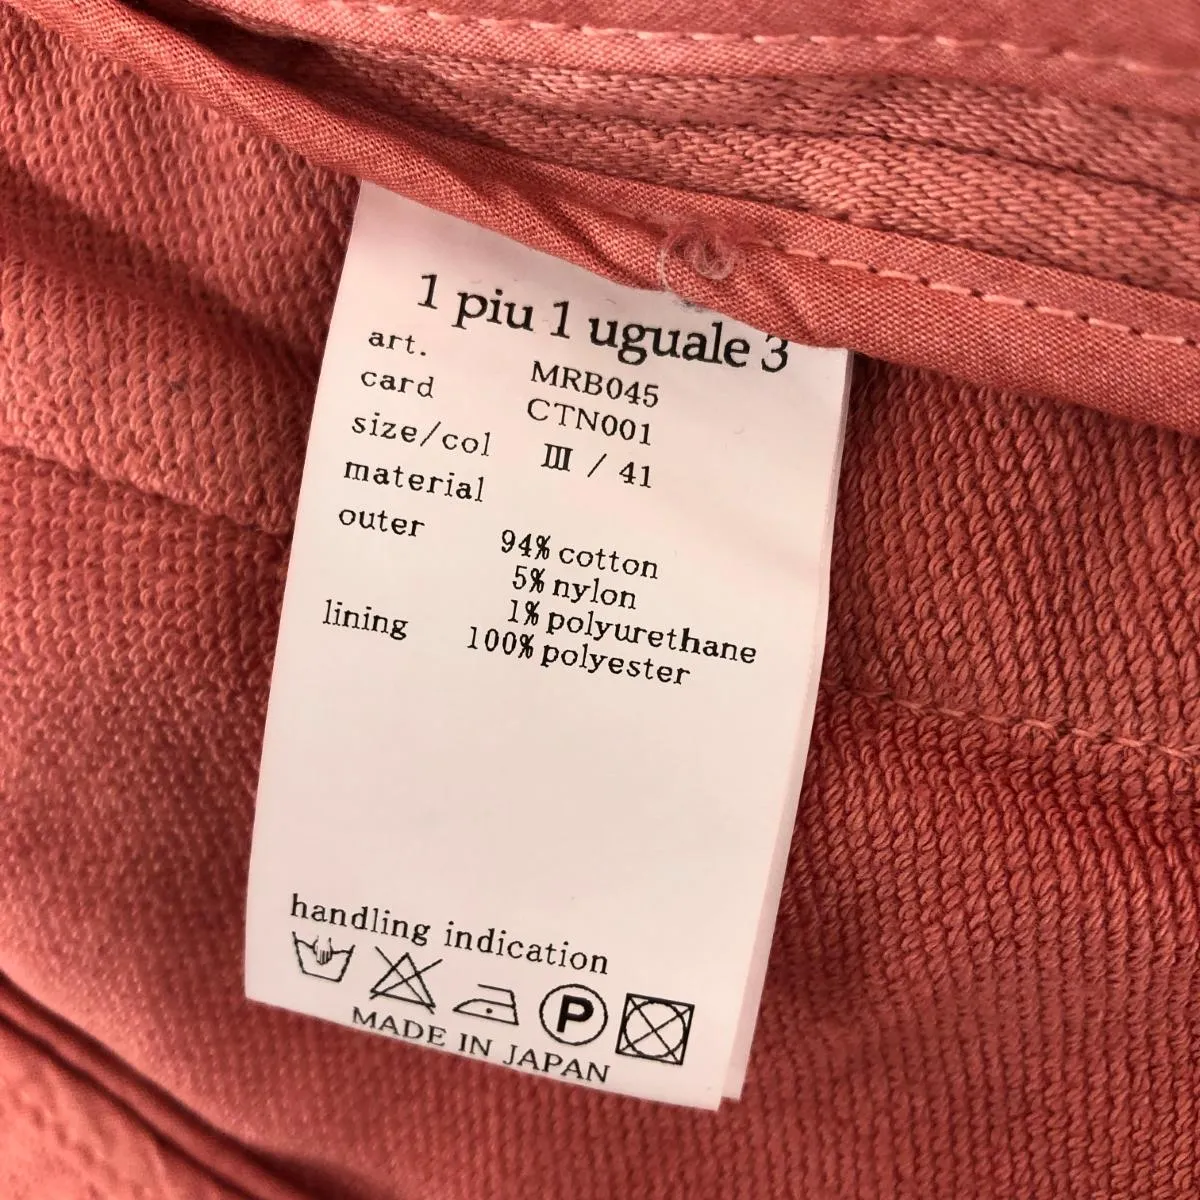 1 piu 1 uguale 3
art. MRB045
card CTN001
size/col Ⅲ / 41
material
outer 94% cotton
5% nylon
1% polyurethane
lining 100% polyester
handling indication
P
MADE IN JAPAN